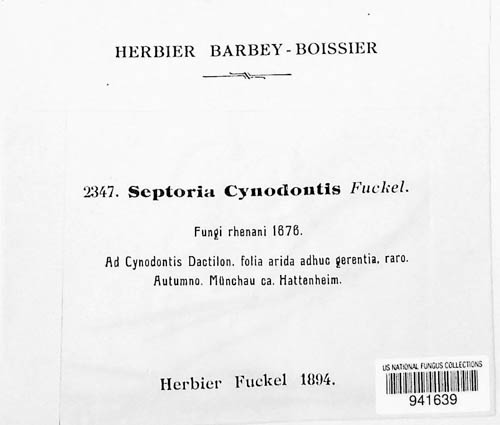 HERBIER BARBEY-BOISSIER
2347. Septoria Cynodontis Fuckel.
Fungi rhenani 1876.
Ad Cynodontis Dactilon. folia arida adhuc gerentia, raro.
Autumno. Münchau ca. Hattenheim.
Herbier Fuckel 1894.
US NATIONAL FUNGUS COLLECTIONS
941639